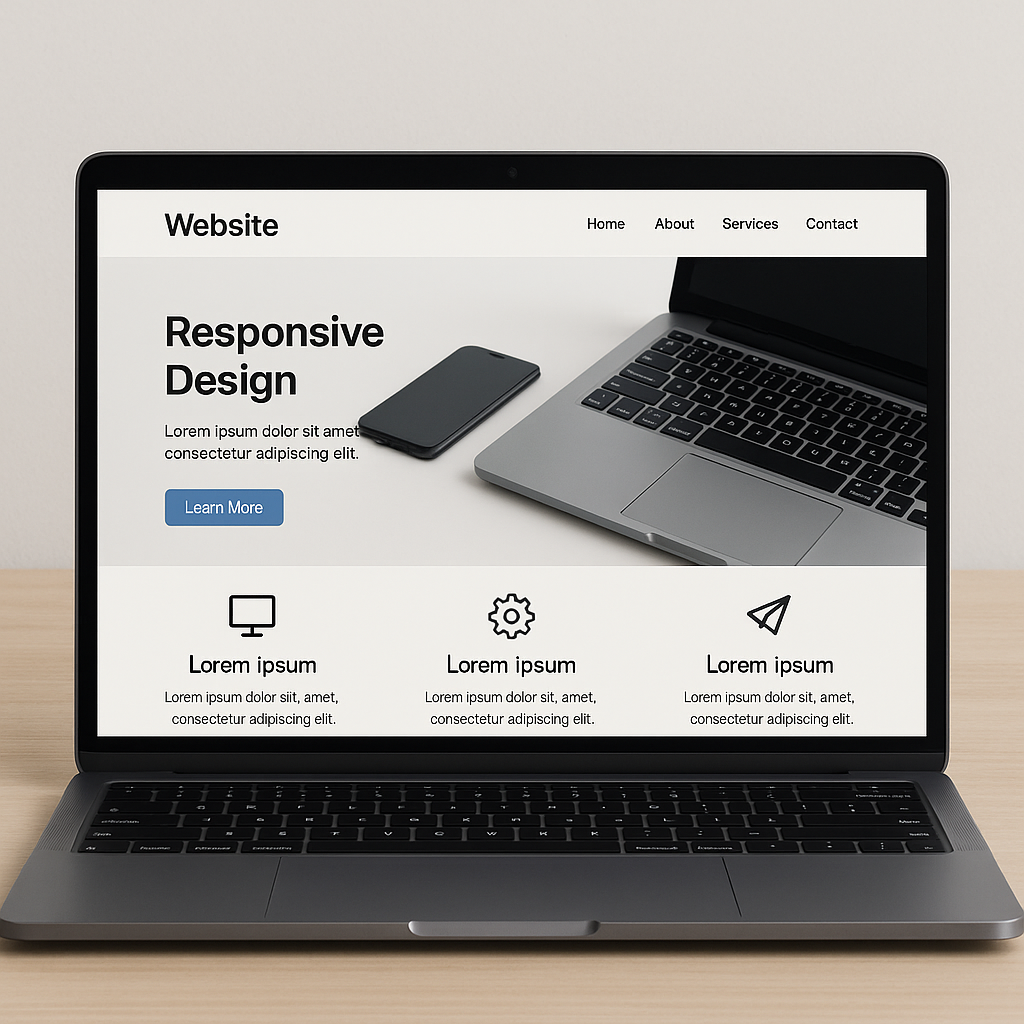 Website
Home About Services Contact
Responsive
Design
Lorem ipsum dolor sit amet
consectetur adipiscing elit.
Learn More
Lorem ipsum
Lorem ipsum dolor siit, amet,
consectetur adipiscing elit.
Lorem ipsum
Lorem ipsum dolor sit, amet,
consectetur adipiscing elit.
Lorem ipsum
Lorem ipsum dolor sit, amet,
consectetur adipiscing elit.